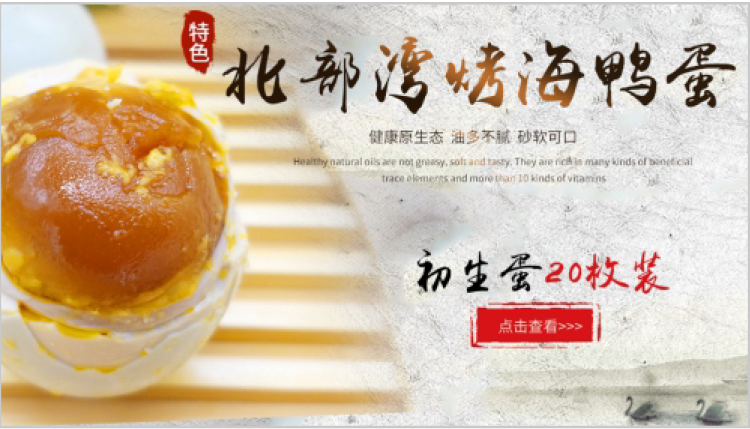 特色
北部湾烤海鸭蛋
健康原生态 油多不腻 砂软可口
Healthy natural oils are not greasy, soft and tasty. They are rich in many kinds of beneficial
trace elements and more than 10 kinds of vitamins
初生蛋20枚装
点击查看>>>